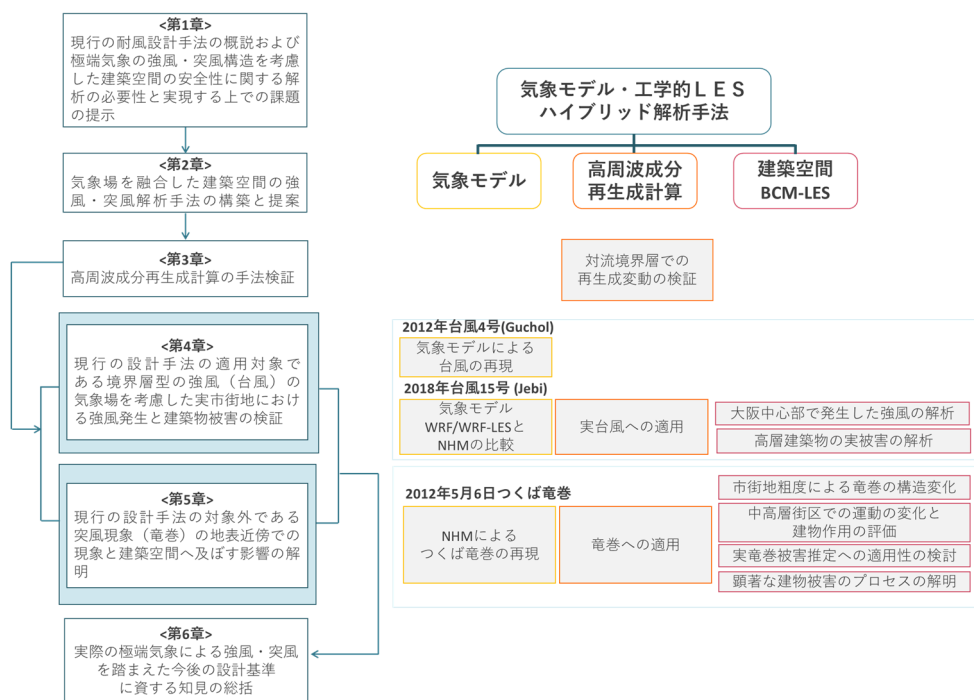 <第1章>
現行の耐風設計手法の概説および
極端気象の強風・突風構造を考慮
した建築空間の安全性に関する解
析の必要性と実現する上での課題
の提示
<第2章>
気象場を融合した建築空間の強
風・突風解析手法の構築と提案
<第3章>
高周波成分再生成計算の手法検証
<第4章>
現行の設計手法の適用対象で
ある境界層型の強風（台風）の
気象場を考慮した実市街地にお
ける強風発生と建築物被害の検証
<第5章>
現行の設計手法の対象外である
突風現象（竜巻）の地表近傍での
現象と建築空間へ及ぼす影響の解
明
<第6章>
実際の極端気象による強風・突風
を踏まえた今後の設計基準
に資する知見の総括
気象モデル・工学的ＬＥＳ
ハイブリッド解析手法
気象モデル
高周波成分
再生成計算
建築空間
BCM-LES
対流境界層での
再生成変動の検証
2012年台風4号(Guchol)
気象モデルによる
台風の再現
2018年台風15号 (Jebi)
気象モデル
WRF/WRF-LESと
NHMの比較
実台風への適用
大阪中心部で発生した強風の解析
高層建築物の実被害の解析
2012年5月6日つくば竜巻
NHMによる
つくば竜巻の再現
竜巻への適用
市街地粗度による竜巻の構造変化
中高層街区での運動の変化と
建物作用の評価
実竜巻被害推定への適用性の検討
顕著な建物被害のプロセスの解明